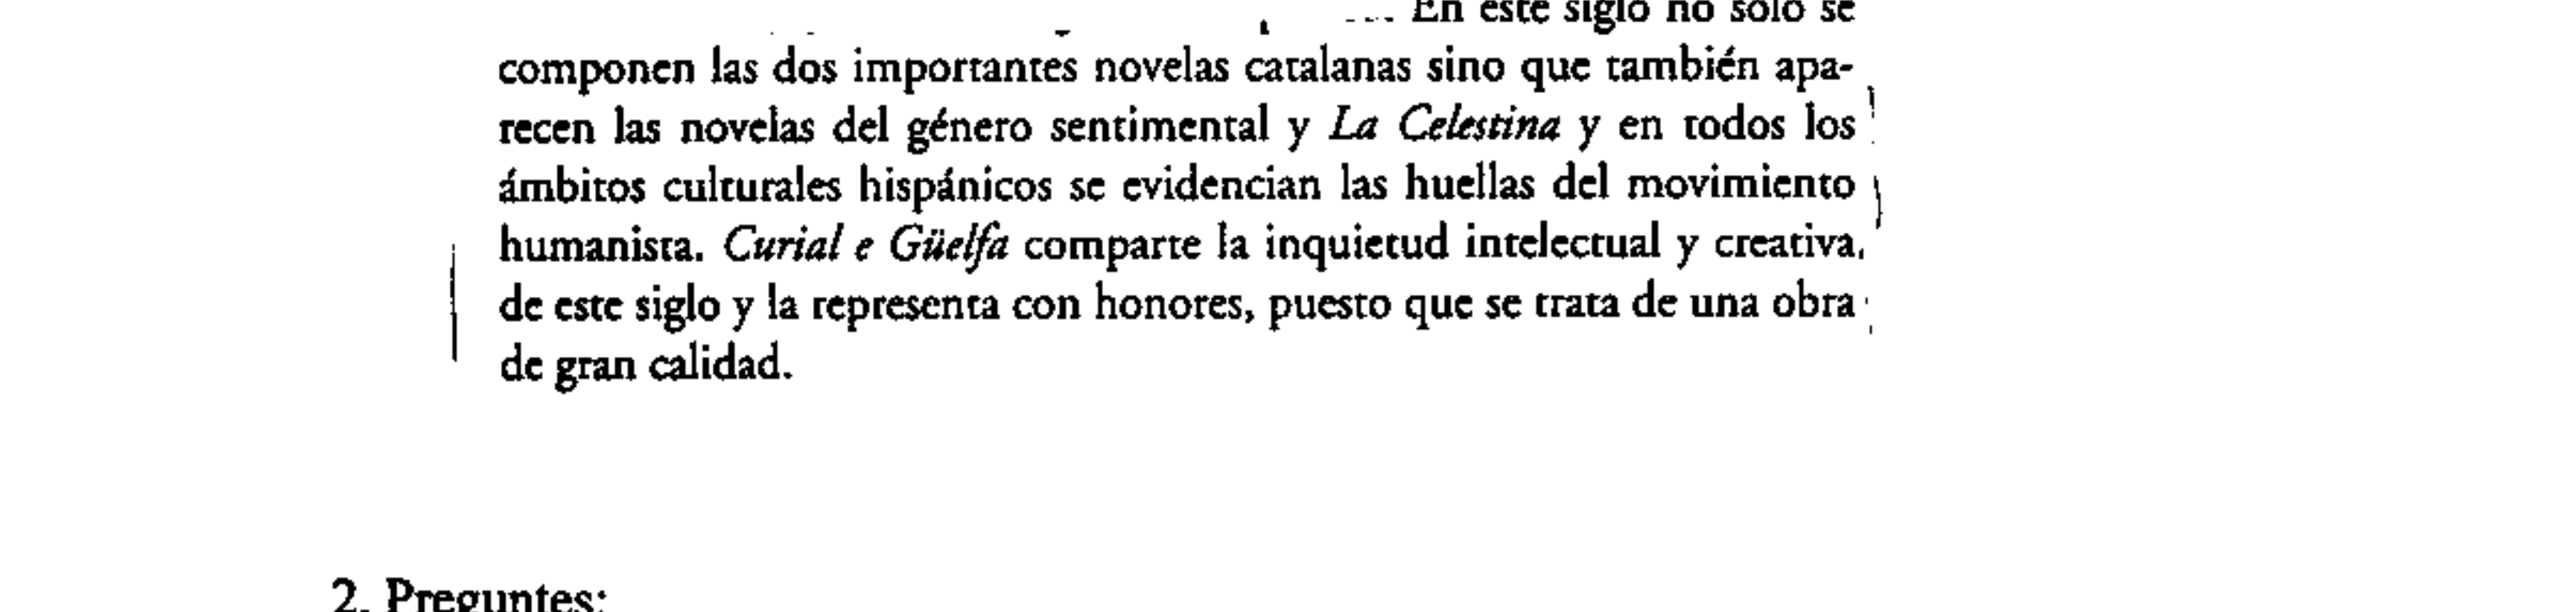 En este siglo no sólo se
componen las dos importantes novelas catalanas sino que también apa-
recen las novelas del género sentimental y La Celestina y en todos los
ámbitos culturales hispánicos se evidencian las huellas del movimiento
humanista. Curial e Güelfa comparte la inquietud intelectual y creativa.
de este siglo y la representa con honores, puesto que se trata de una obra
de gran calidad.
2. Preguntes: